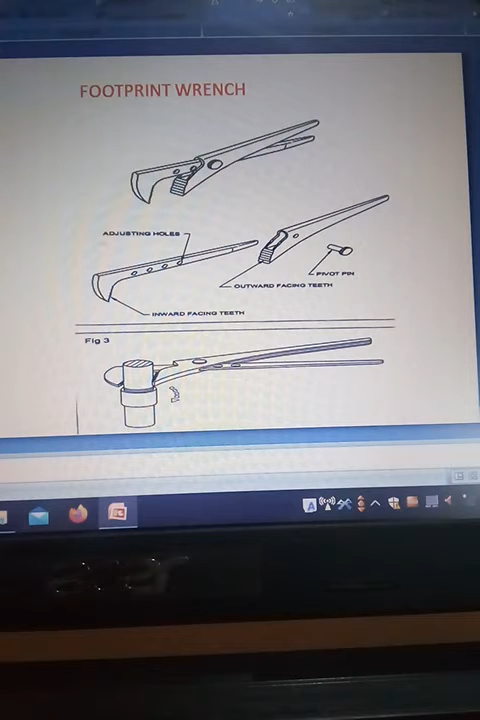 FOOTPRINT WRENCH
ADJUSTING HOLES
PIVOT PIN
OUTWARD FACING TEETH
INWARD FACING TEETH
Fig 3
A